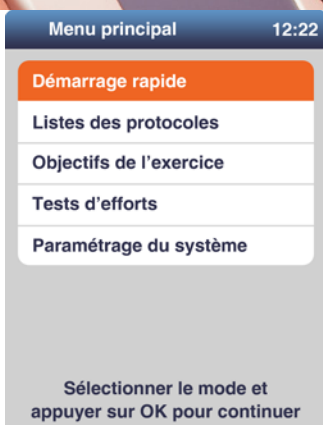 Menu principal 12:22
Démarrage rapide
Listes des protocoles
Objectifs de l'exercice
Tests d'efforts
Paramétrage du système
Sélectionner le mode et
appuyer sur OK pour continuer